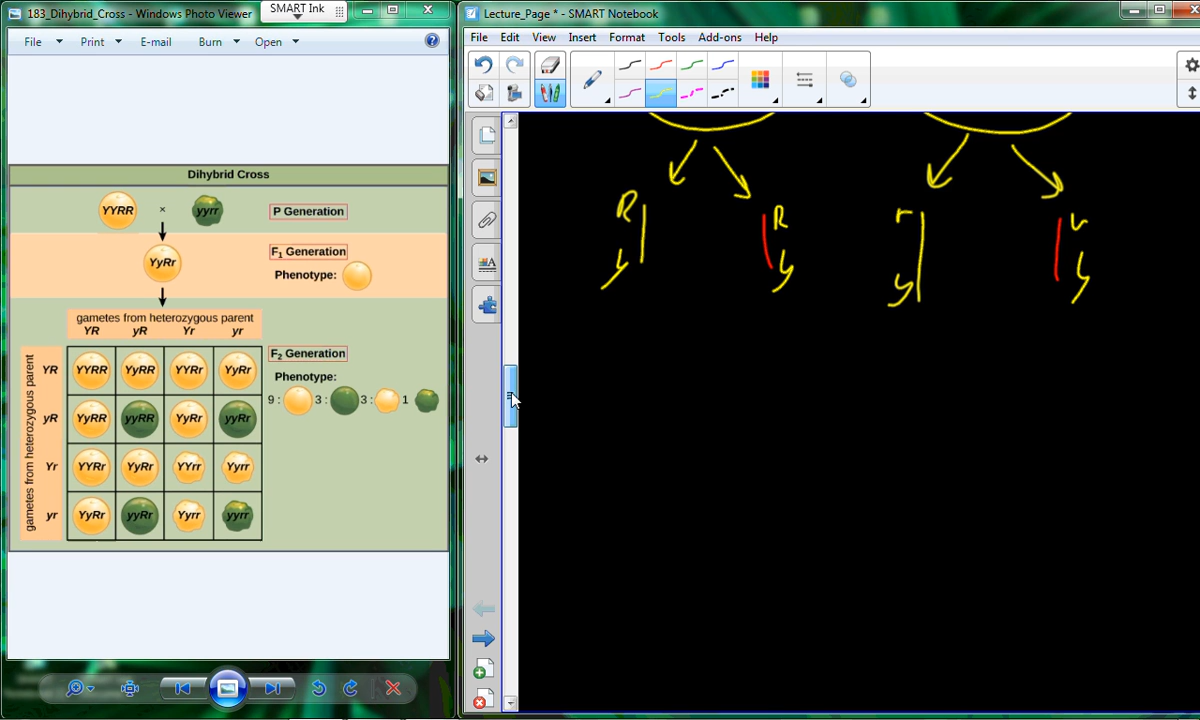 183_Dihybrid_Cross - Windows Photo Viewer
SMART Ink
File Print E-mail Burn Open
Dihybrid Cross
YYRR × yyrr P Generation
YyRr
F1 Generation
Phenotype:
gametes from heterozygous parent
YR yR Yr yr
gametes from heterozygous parent
YR YYRR YyRR YYRr YyRr
yR YyRR yyRR YyRr yyRr
Yr YYRr YyRr YYrr Yyrr
yr YyRr yyRr Yyrr yyrr
F2 Generation
Phenotype:
9 : 3 : 3 : 1
Lecture_Page * - SMART Notebook
File Edit View Insert Format Tools Add-ons Help
R R r r
y y y y